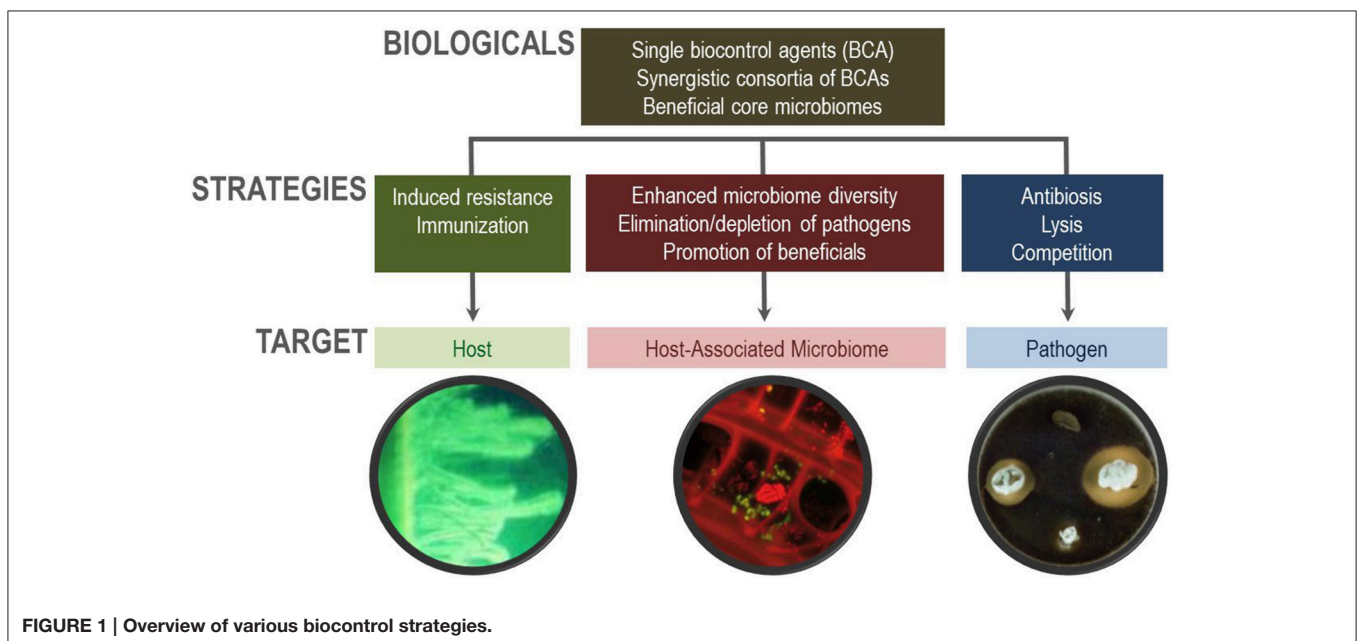 BIOLOGICALS
Single biocontrol agents (BCA)
Synergistic consortia of BCAs
Beneficial core microbiomes
STRATEGIES
Induced resistance
Immunization
Enhanced microbiome diversity
Elimination/depletion of pathogens
Promotion of beneficials
Antibiosis
Lysis
Competition
TARGET
Host
Host-Associated Microbiome
Pathogen
FIGURE 1 | Overview of various biocontrol strategies.